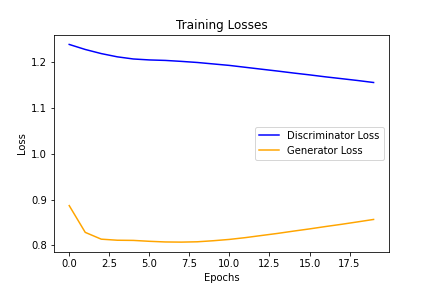 Training Losses
1.2
1.1
1.0
0.9
0.8
Loss
Discriminator Loss
Generator Loss
0.0 2.5 5.0 7.5 10.0 12.5 15.0 17.5
Epochs